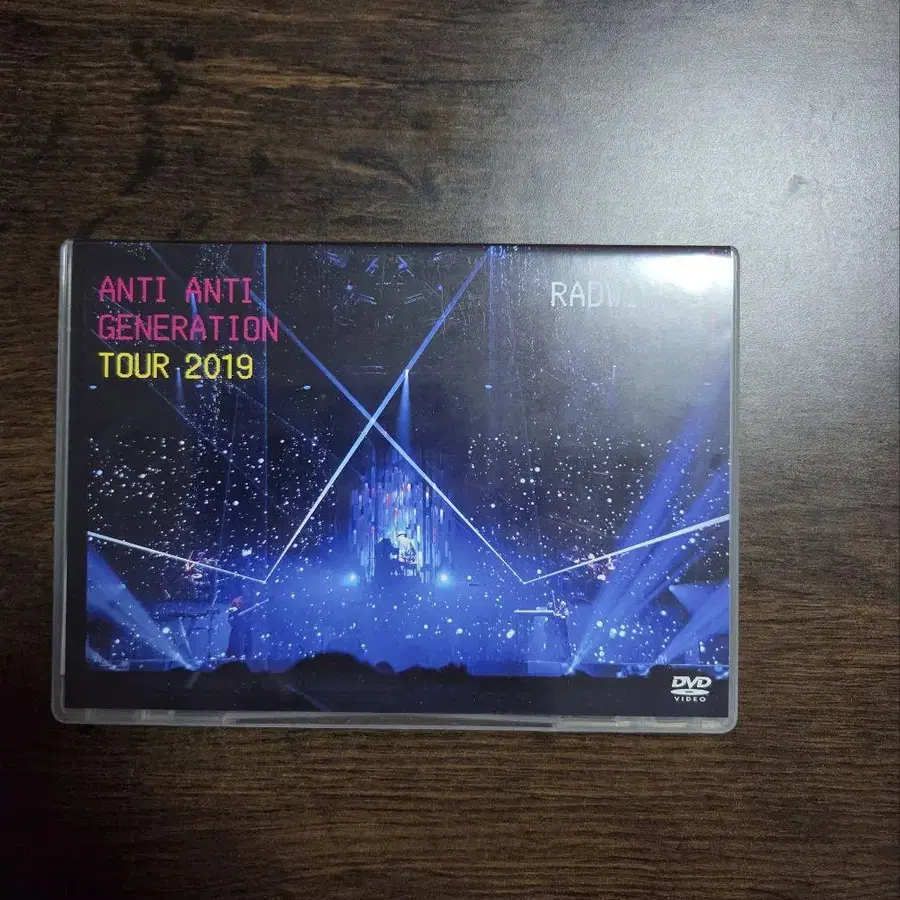 ANTI ANTI
GENERATION
TOUR 2019
DVD
VIDEO